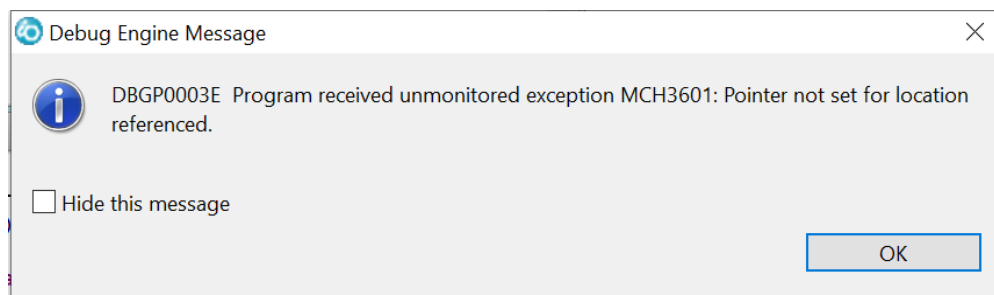 Debug Engine Message
DBGP0003E Program received unmonitored exception MCH3601: Pointer not set for location
referenced.
Hide this message
OK